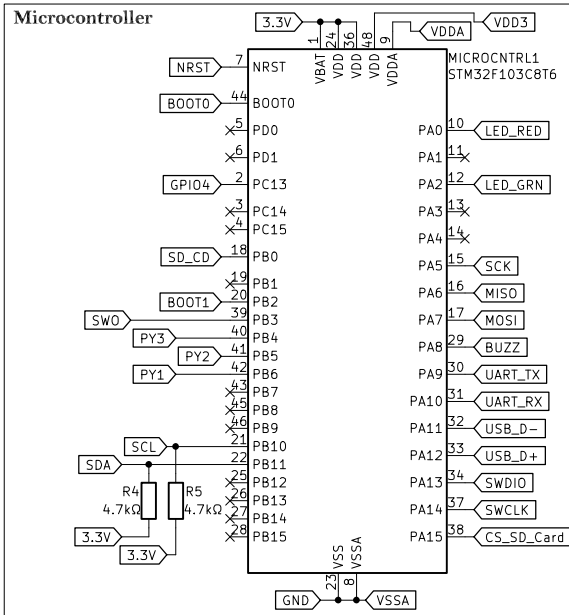 Microcontroller
3.3V
VDD3
VDDA
1 24 36 48 9
VBAT VDD VDD VDD VDDA
MICROCNTRL1
STM32F103C8T6
NRST 7 NRST
BOOT0 44 BOOT0
5 PD0
PA0 10 LED_RED
6 PD1
PA1 11
GPIO4 2 PC13
PA2 12 LED_GRN
3 PC14
PA3 13
4 PC15
PA4 14
SD_CD 18 PB0
PA5 15 SCK
19 PB1
PA6 16 MISO
BOOT1 20 PB2
SWO 39 PB3
PA7 17 MOSI
PY3 40 PB4
PA8 29 BUZZ
PY2 41 PB5
PY1 42 PB6
PA9 30 UART_TX
43 PB7
PA10 31 UART_RX
45 PB8
46 PB9
PA11 32 USB_D-
SCL 21 PB10
PA12 33 USB_D+
SDA 22 PB11
25 PB12
PA13 34 SWDIO
R4 4.7kΩ
R5 4.7kΩ
26 PB13
27 PB14
PA14 37 SWCLK
3.3V
28 PB15
PA15 38 CS_SD_Card
3.3V
VSS VSSA
23 8
GND
VSSA